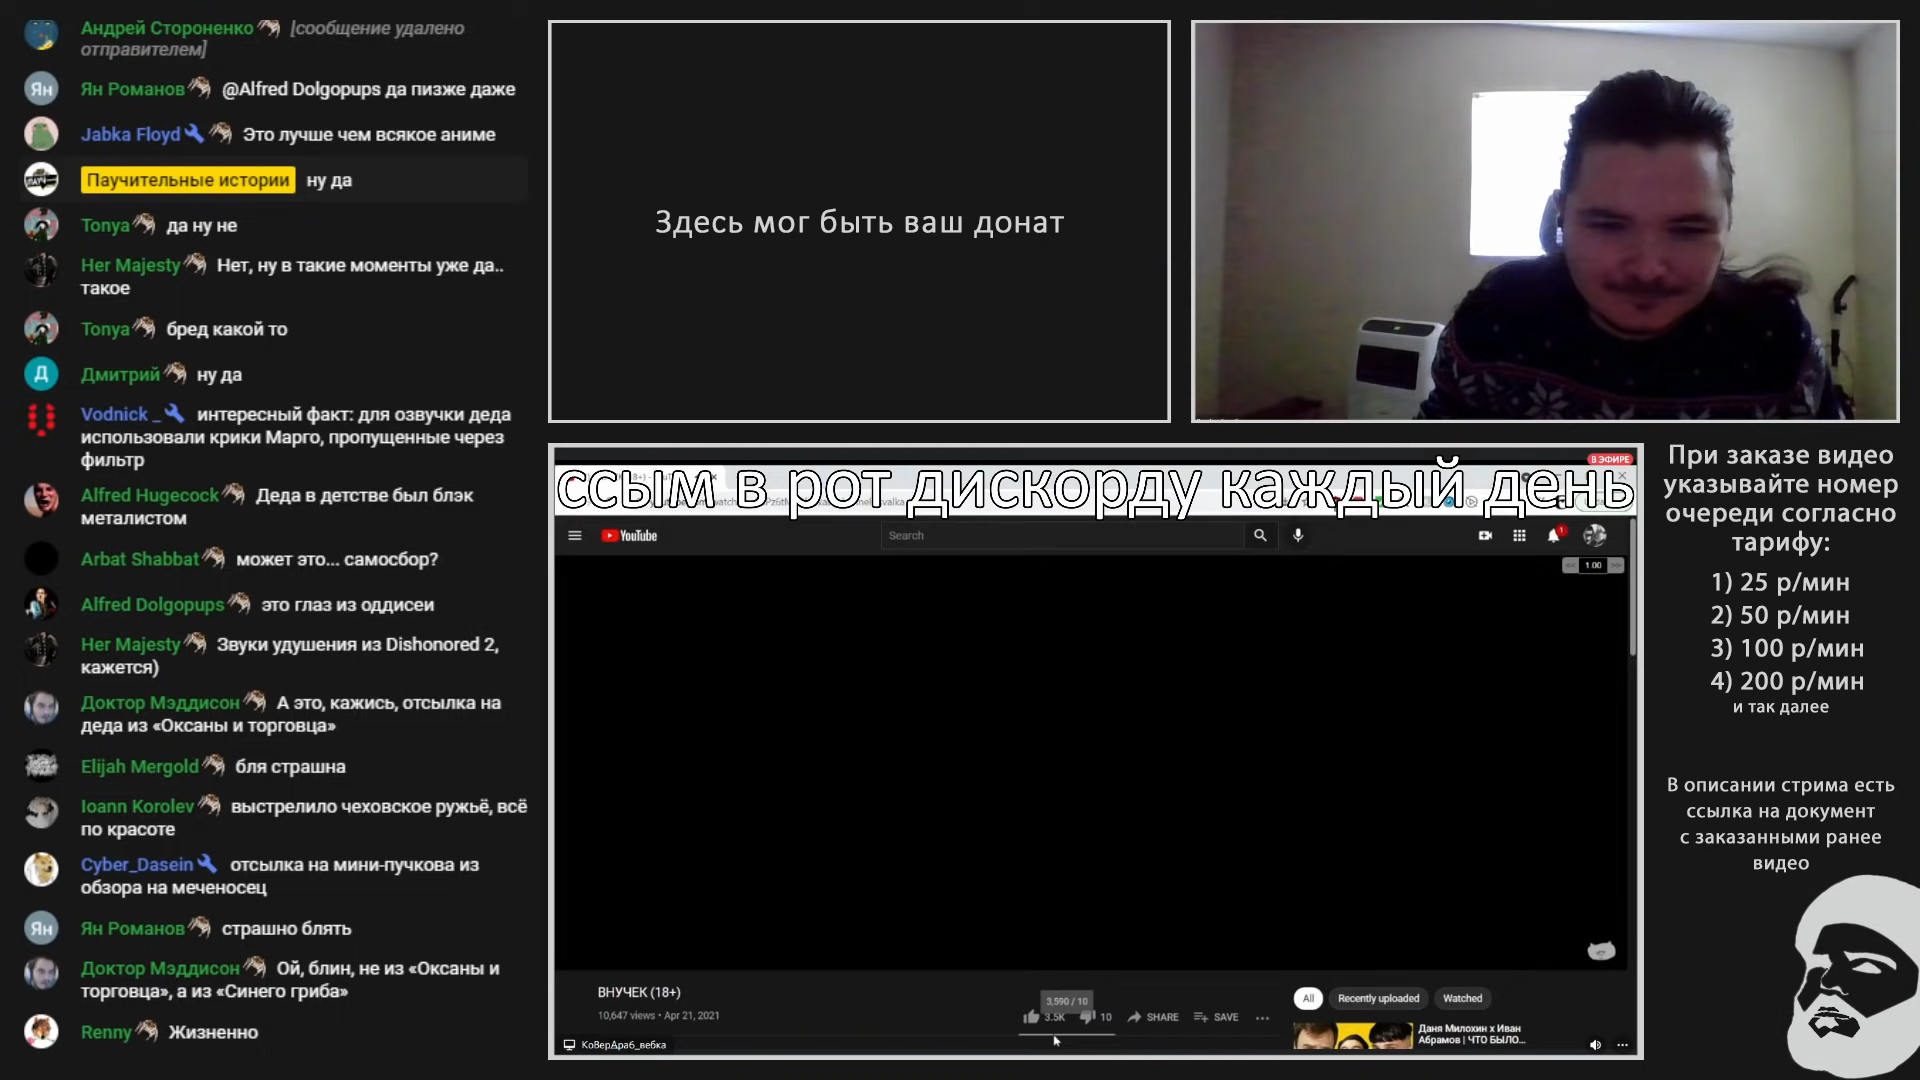 Андрей Стороненко [сообщение удалено
отправителем]
Ян Романов @Alfred Dolgopups да пизже даже
Jabka Floyd Это лучше чем всякое аниме
Паучительные истории ну да
Tonya да ну не
Her Majesty Нет, ну в такие моменты уже да..
такое
Tonya бред какой то
Д
Дмитрий ну да
Vodnick _ интересный факт: для озвучки деда
использовали крики Марго, пропущенные через
фильтр
Alfred Hugecock Деда в детстве был блэк
металистом
Arbat Shabbat может это... самосбор?
Alfred Dolgopups это глаз из оддисеи
Her Majesty Звуки удушения из Dishonored 2,
кажется)
Доктор Мэддисон А это, кажись, отсылка на
деда из «Оксаны и торговца»
Elijah Mergold бля страшна
Ioann Korolev выстрелило чеховское ружьё, всё
по красоте
Cyber_Dasein отсылка на мини-пучкова из
обзора на меченосец
Ян
Ян Романов страшно блять
Доктор Мэддисон Ой, блин, не из «Оксаны и
торговца», а из «Синего гриба»
Renny Жизненно
Здесь мог быть ваш донат
В ЭФИРЕ
ссым в рот дискорду каждый день
YouTube
Search
1
<< 1.00 >>
ВНУЧЕК (18+)
10,647 views • Apr 21, 2021
3,590 / 10
3.5K 10 SHARE SAVE ...
All Recently uploaded Watched
Даня Милохин х Иван
Абрамов | ЧТО БЫЛО...
КоВерДраб_вебка
При заказе видео
указывайте номер
очереди согласно
тарифу:
1) 25 р/мин
2) 50 р/мин
3) 100 р/мин
4) 200 р/мин
и так далее
В описании стрима есть
ссылка на документ
с заказанными ранее
видео